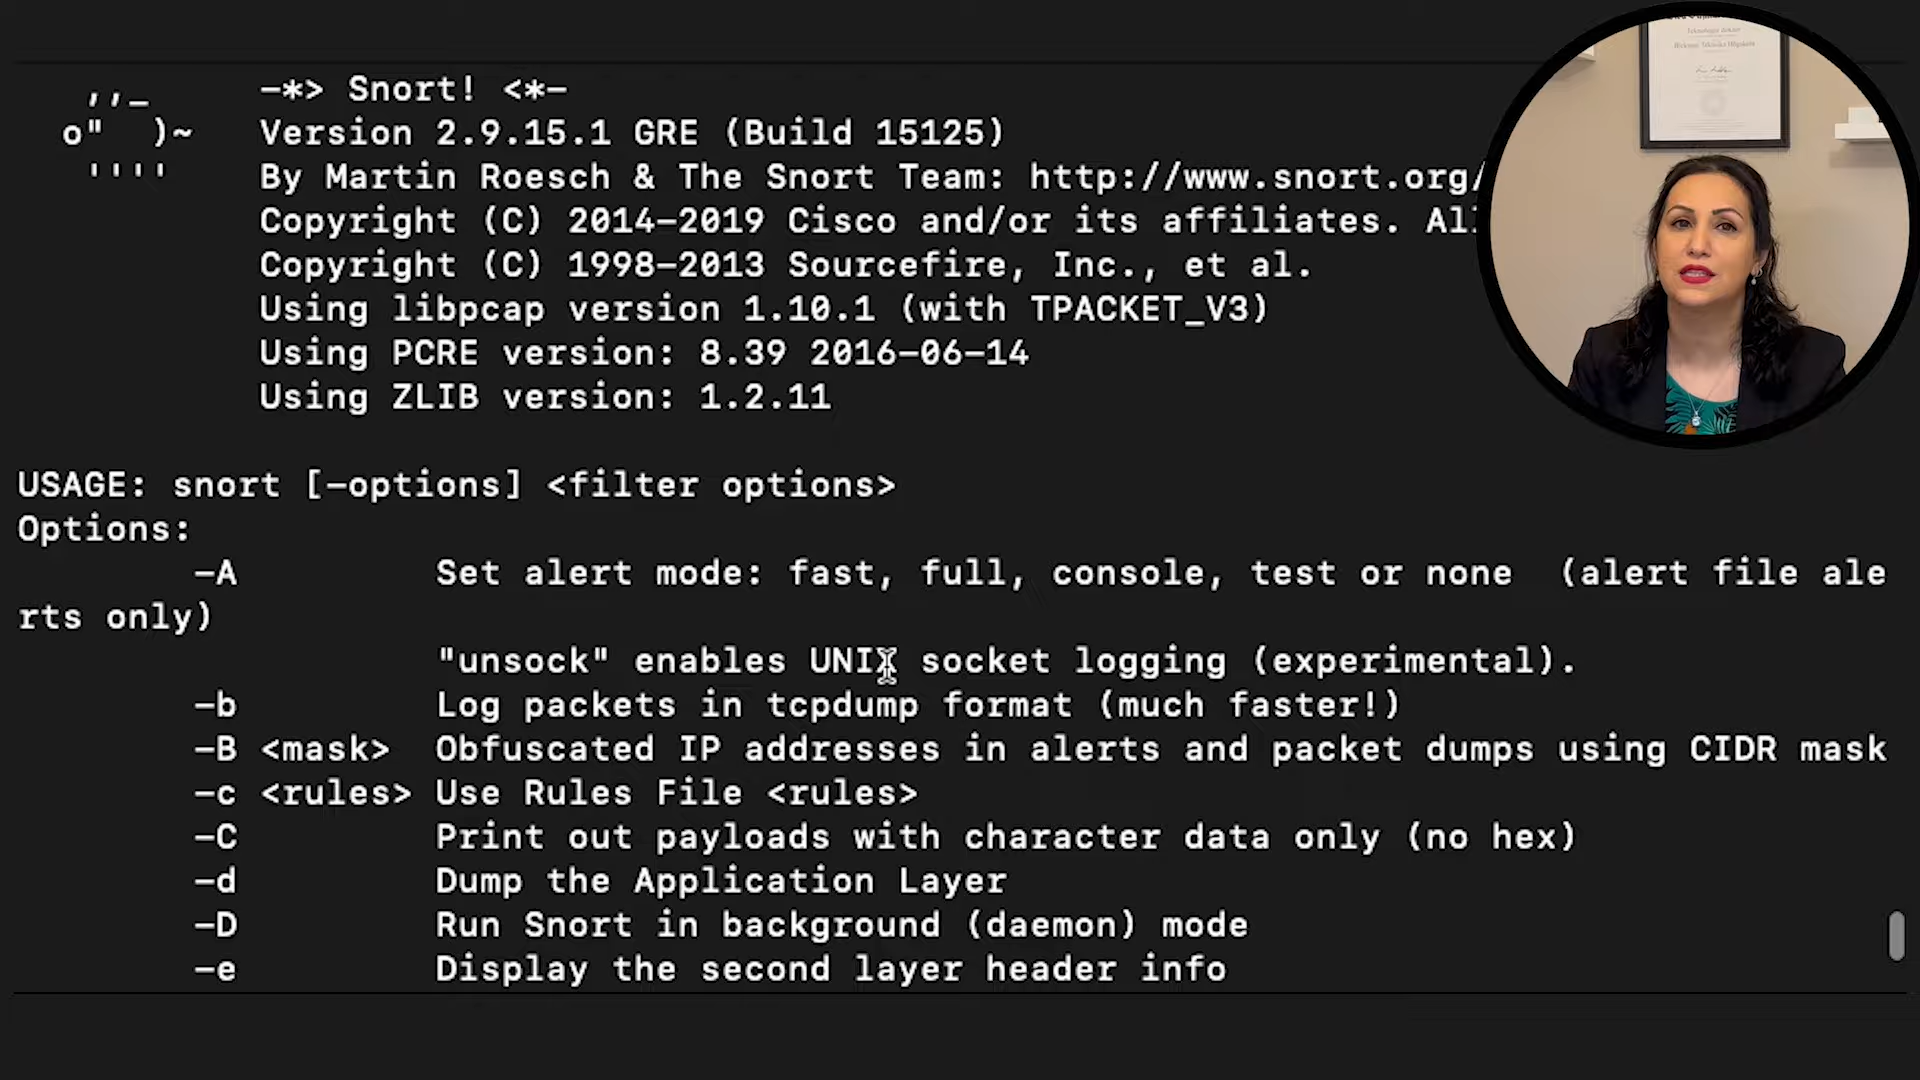 ,,_     -*> Snort! <*-
o"  )~   Version 2.9.15.1 GRE (Build 15125)
''''    By Martin Roesch & The Snort Team: http://www.snort.org/
Copyright (C) 2014-2019 Cisco and/or its affiliates. All
Copyright (C) 1998-2013 Sourcefire, Inc., et al.
Using libpcap version 1.10.1 (with TPACKET_V3)
Using PCRE version: 8.39 2016-06-14
Using ZLIB version: 1.2.11
USAGE: snort [-options] <filter options>
Options:
-A         Set alert mode: fast, full, console, test or none  (alert file ale
rts only)
"unsock" enables UNIX socket logging (experimental).
-b         Log packets in tcpdump format (much faster!)
-B <mask>  Obfuscated IP addresses in alerts and packet dumps using CIDR mask
-c <rules> Use Rules File <rules>
-C         Print out payloads with character data only (no hex)
-d         Dump the Application Layer
-D         Run Snort in background (daemon) mode
-e         Display the second layer header info